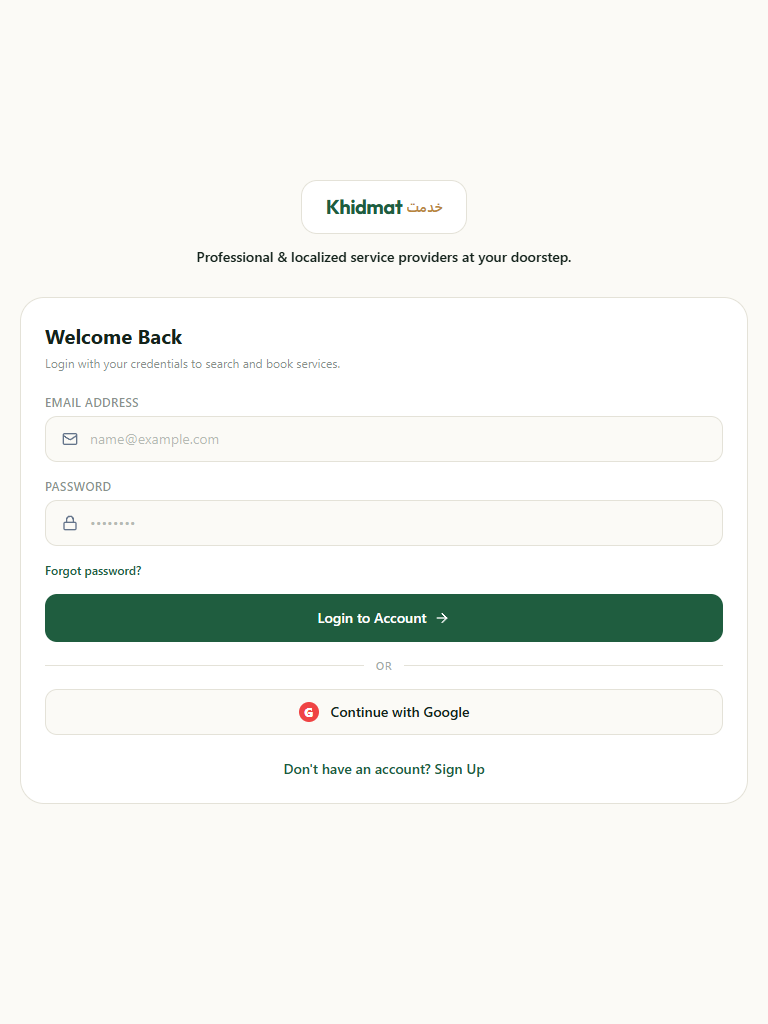 Khidmat خدمت
Professional & localized service providers at your doorstep.
Welcome Back
Login with your credentials to search and book services.
EMAIL ADDRESS
name@example.com
PASSWORD
••••••••
Forgot password?
Login to Account →
OR
G Continue with Google
Don't have an account? Sign Up